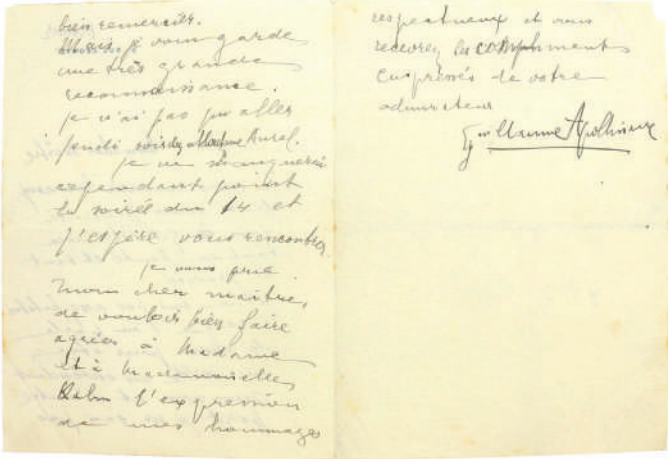 bien remercier.
Aussi je vous garde
une très grande
reconnaissance.
je n'ai pas pu aller
jeudi soir chez Madame Aurel.
je ne manquerai
cependant point
la soirée du 14 et
j'espère vous rencontrer.
je vous prie
mon cher maître,
de vouloir bien faire
agréer à Madame
et à Mademoiselle
Kahn l'expression
de mes hommages
respectueux et vous
recevrez les compliments
empressés de votre
admirateur
Guillaume Apollinaire